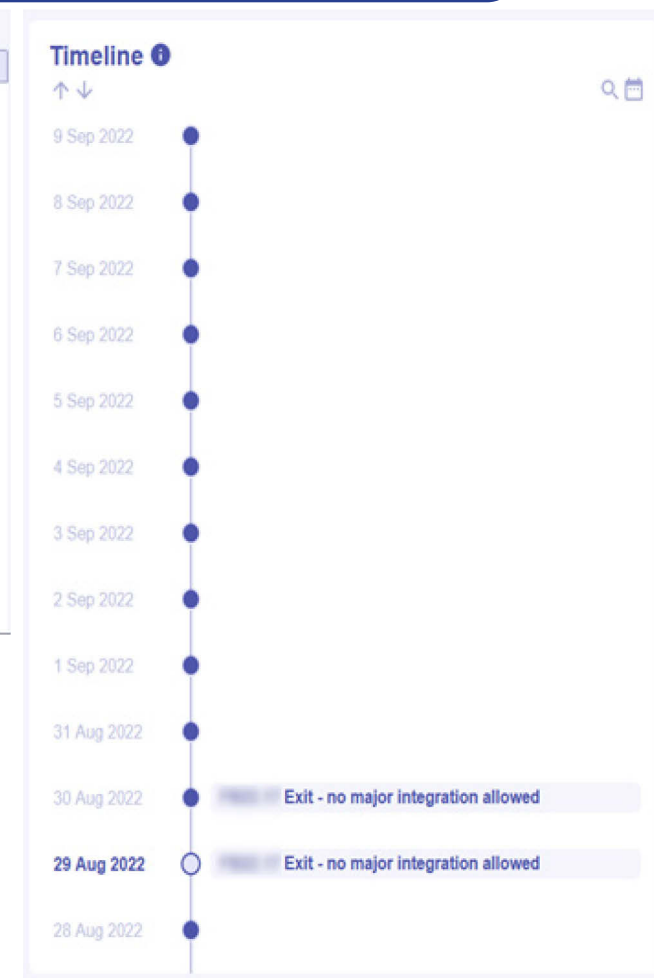 Timeline
9 Sep 2022
8 Sep 2022
7 Sep 2022
6 Sep 2022
5 Sep 2022
4 Sep 2022
3 Sep 2022
2 Sep 2022
1 Sep 2022
31 Aug 2022
30 Aug 2022 Exit - no major integration allowed
29 Aug 2022 Exit - no major integration allowed
28 Aug 2022